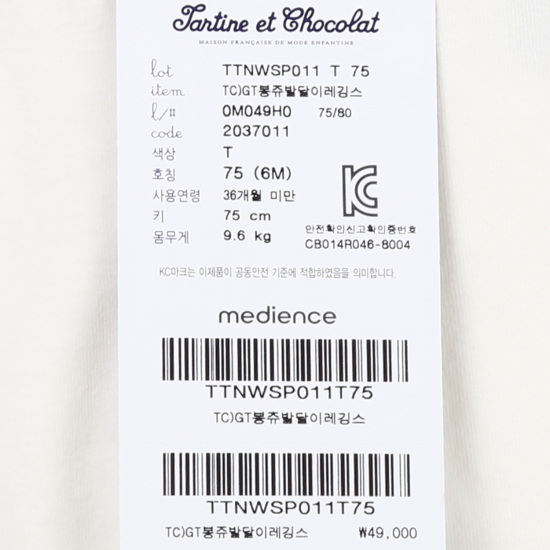 Tartine et Chocolat
MAISON FRANÇAISE DE MODE ENFANTINE
lot TTNWSP011 T 75
item TC)GT봉쥬발달이레깅스
l/# 0M049H0 75/80
code 2037011
색상 T
호칭 75 (6M)
사용연령 36개월 미만
키 75 cm
몸무게 9.6 kg
KC
안전확인신고확인증번호
CB014R046-8004
KC마크는 이제품이 공동안전 기준에 적합하였음을 의미합니다.
medience
TTNWSP011T75
TC)GT봉쥬발달이레깅스
TTNWSP011T75
TC)GT봉쥬발달이레깅스 ₩49,000